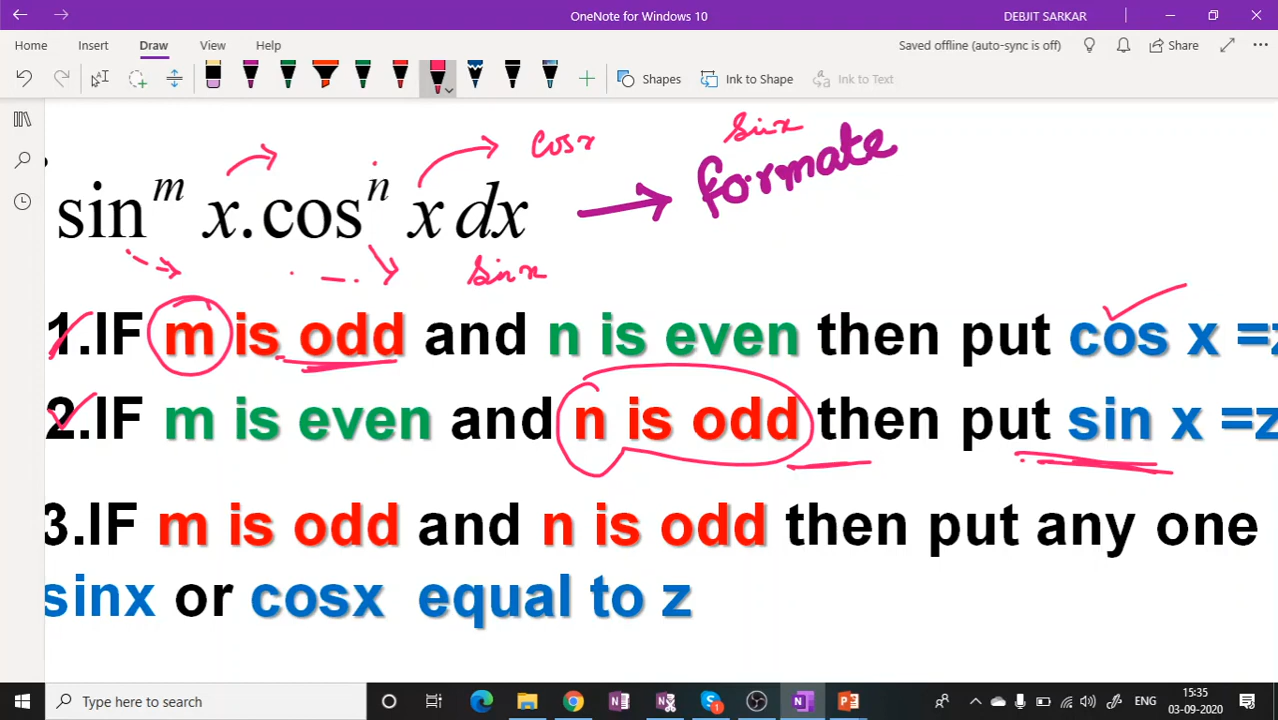 OneNote for Windows 10
DEBJIT SARKAR
Home Insert Draw View Help
Saved offline (auto-sync is off)
Share
Shapes
Ink to Shape
Ink to Text
cosx
sinx
formate
sin^m x.cos^n x dx
sinx
1.IF m is odd and n is even then put cos x =z
2.IF m is even and n is odd then put sin x =z
3.IF m is odd and n is odd then put any one
sinx or cosx equal to z
Type here to search
ENG
15:35
03-09-2020